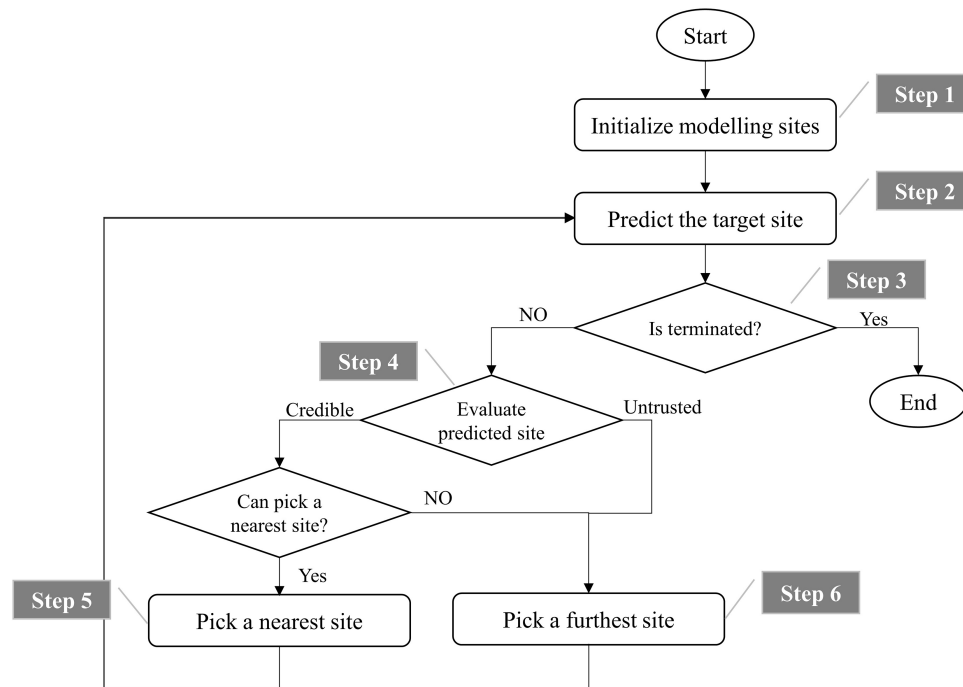 Start
Step 1
Initialize modelling sites
Step 2
Predict the target site
Step 3
Is terminated?
NO
Yes
Step 4
End
Evaluate
predicted site
Credible
Untrusted
Can pick a
nearest site?
NO
Yes
Step 5
Pick a nearest site
Step 6
Pick a furthest site